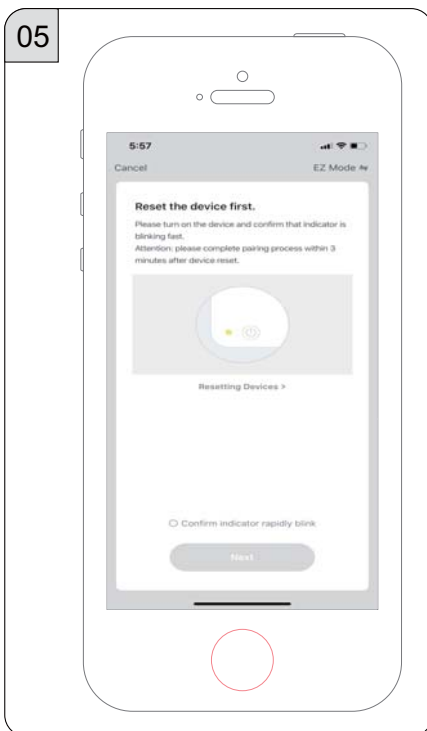 05
5:57
Cancel EZ Mode ⇋
Reset the device first.
Please turn on the device and confirm that indicator is
blinking fast.
Attention: please complete pairing process within 3
minutes after device reset.
Resetting Devices >
Confirm indicator rapidly blink
Next